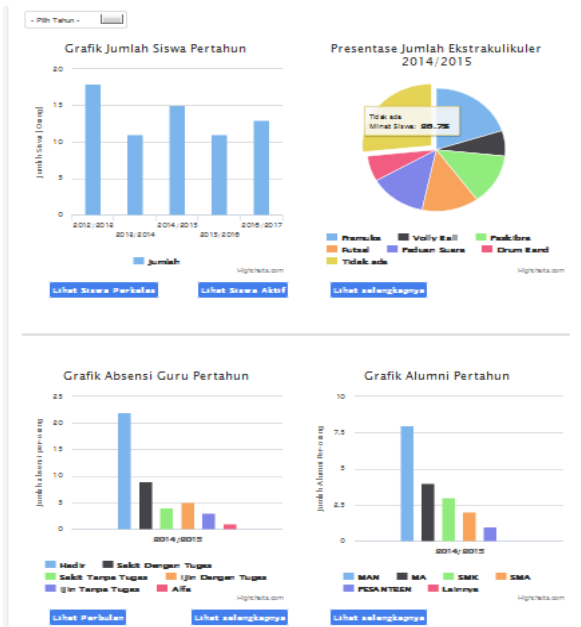 - Pilih Tahun -
Grafik Jumlah Siswa Pertahun
20
15
10
5
0
Jumlah Siswa (Orang)
2012/2013
2013/2014
2014/2015
2015/2016
2016/2017
Jumlah
Highcharts.com
Lihat Siswa Perkelas
Lihat Siswa Aktif
Presentase Jumlah Ekstrakulikuler
2014/2015
Tidak ada
Minat Siswa: 26.7%
Pramuka Volly Ball Paskibra
Futsal Paduan Suara Drum Band
Tidak ada
Highcharts.com
Lihat selengkapnya
Grafik Absensi Guru Pertahun
25
20
15
10
5
0
Jumlah absensi per-orang
2014/2015
Hadir Sakit Dengan Tugas
Sakit Tanpa Tugas Ijin Dengan Tugas
Ijin Tanpa Tugas Alfa
Highcharts.com
Lihat Perbulan
Lihat selengkapnya
Grafik Alumni Pertahun
10
7.5
5
2.5
0
Jumlah Alumni Per-orang
2014/2015
MAN MA SMK SMA
PESANTREN Lainnya
Highcharts.com
Lihat selengkapnya